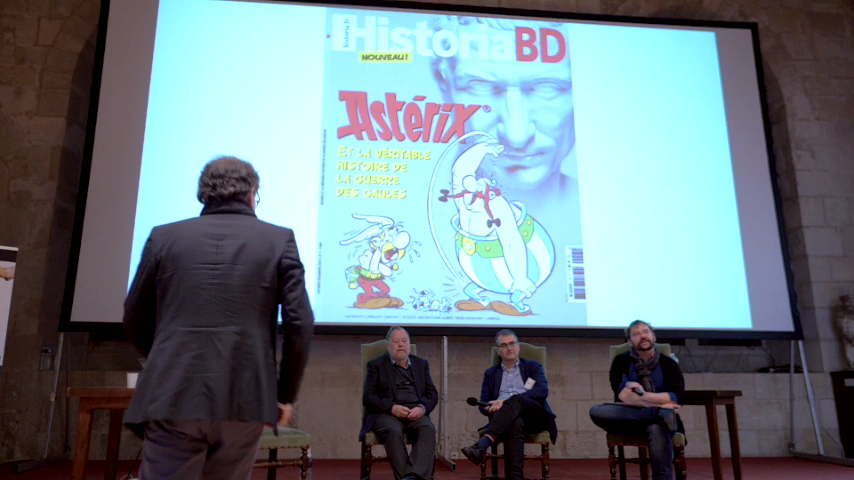 historia.fr
HistoriaBD
NOUVEAU !
Astérix
ET LA VÉRITABLE
HISTOIRE DE
LA GUERRE
DES GAULES